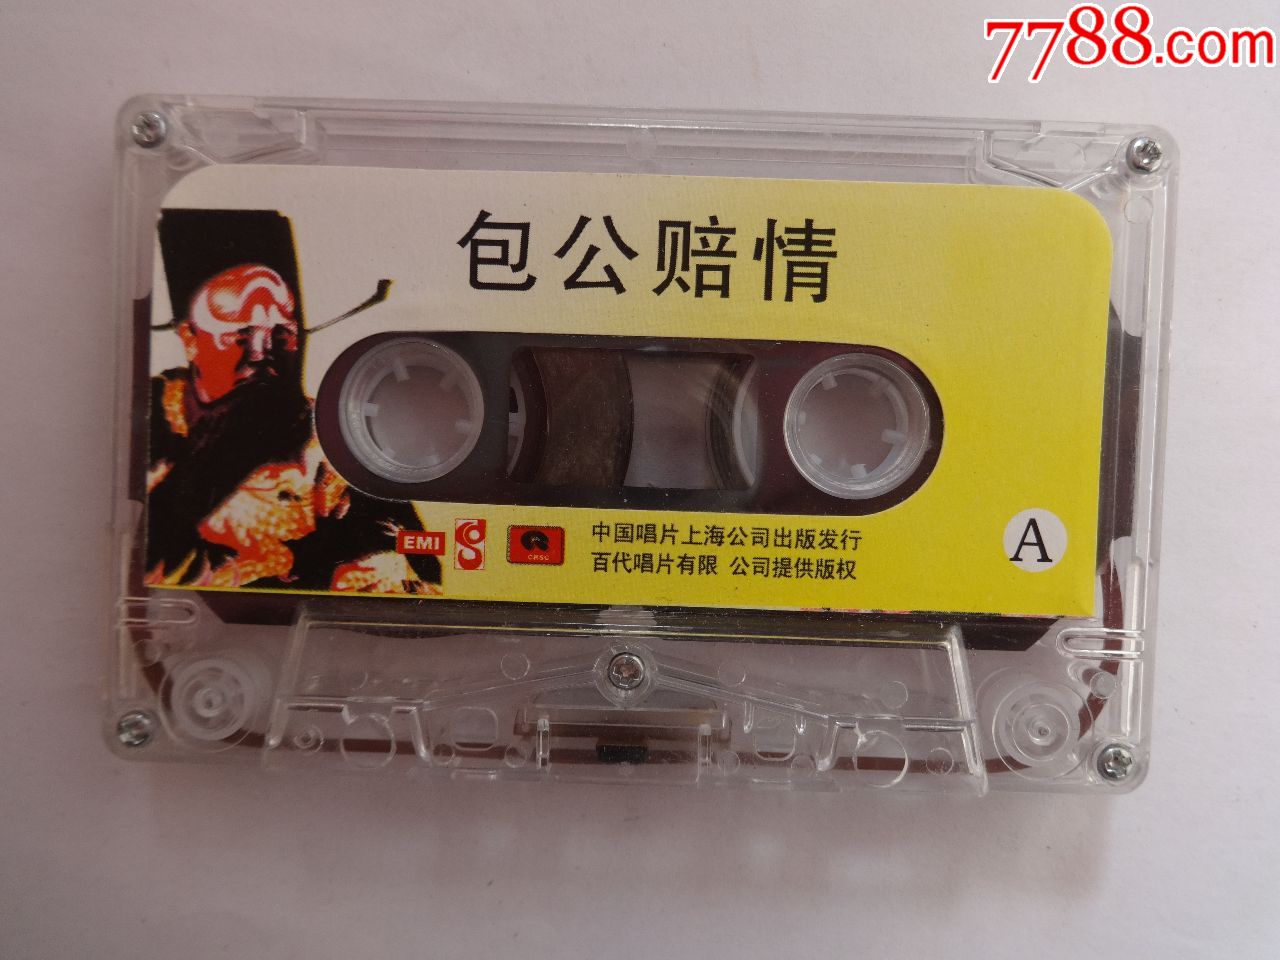 7788.com
包公赔情
EMI
CRSC
中国唱片上海公司出版发行
百代唱片有限 公司提供版权
A